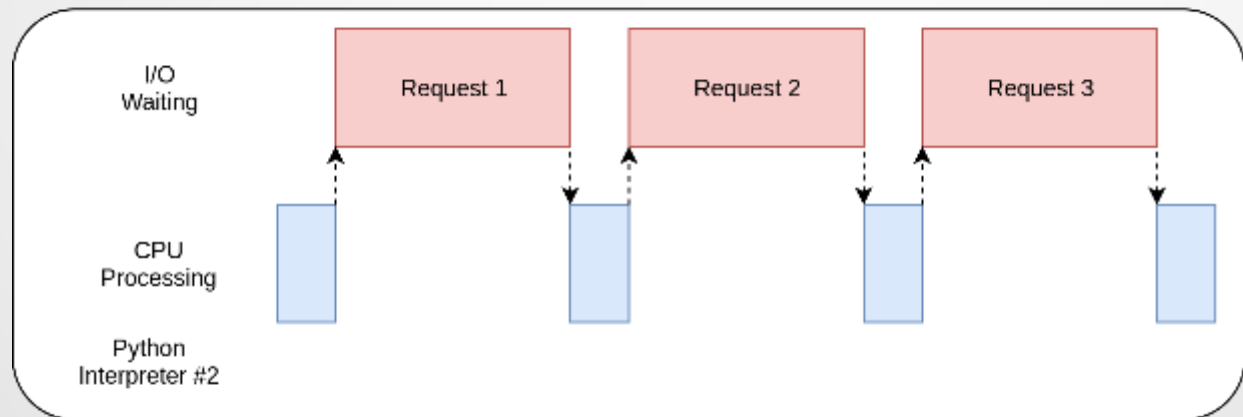 I/O
Waiting
Request 1
Request 2
Request 3
CPU
Processing
Python
Interpreter #2